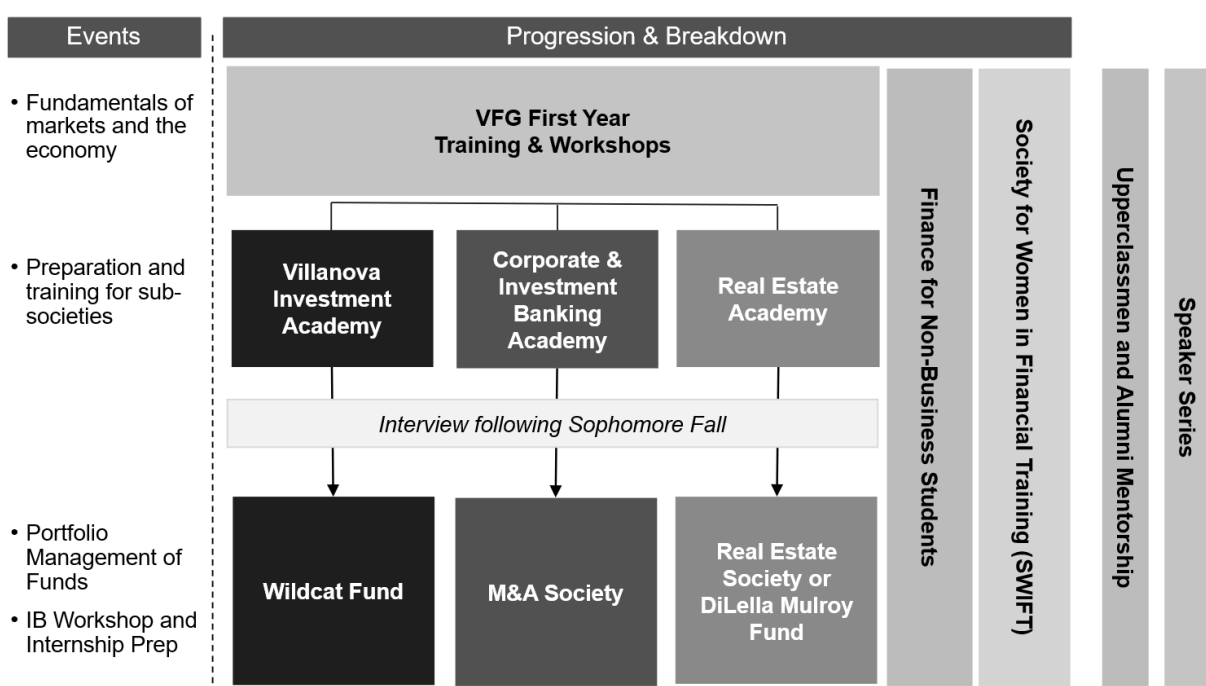 Events
Progression & Breakdown
• Fundamentals of
markets and the
economy
VFG First Year
Training & Workshops
• Preparation and
training for sub-
societies
Villanova
Investment
Academy
Corporate &
Investment
Banking
Academy
Real Estate
Academy
Interview following Sophomore Fall
• Portfolio
Management of
Funds
• IB Workshop and
Internship Prep
Wildcat Fund
M&A Society
Real Estate
Society or
DiLella Mulroy
Fund
Finance for Non-Business
Students
Society for Women in Financial Training (SWIFT)
Upperclassmen and Alumni Mentorship
Speaker Series